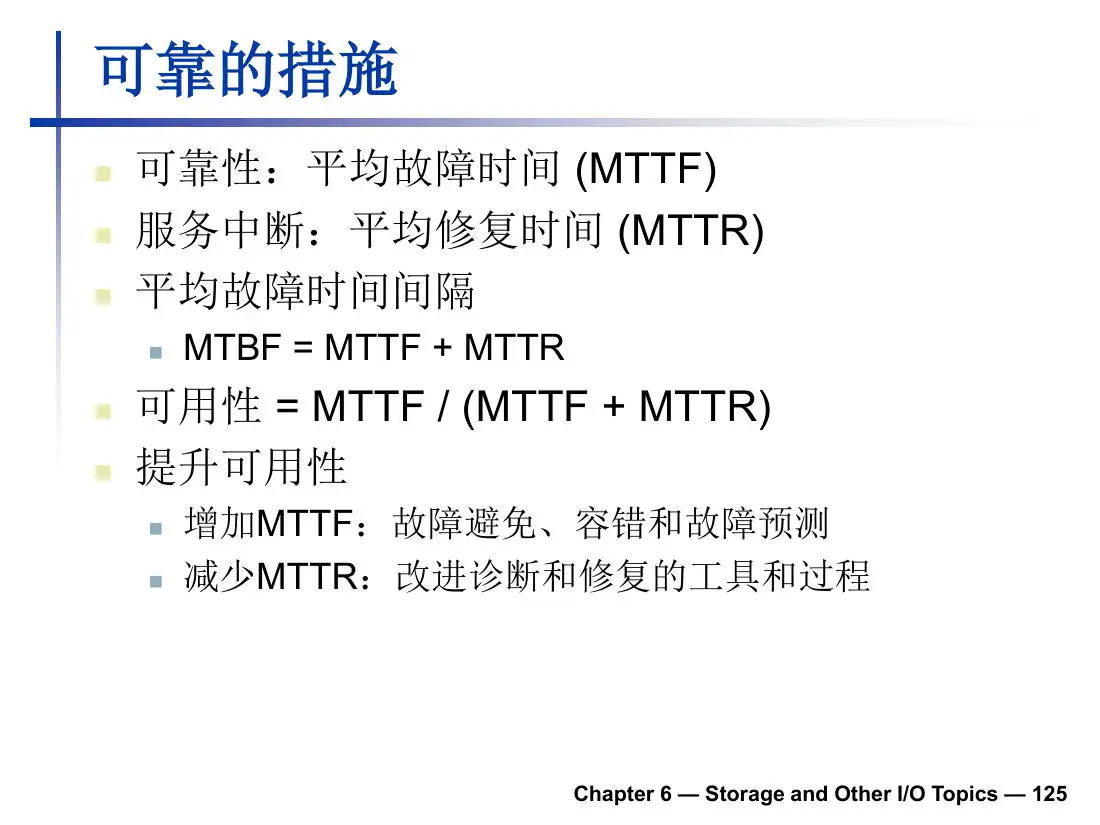 可靠的措施
可靠性：平均故障时间 (MTTF)
服务中断：平均修复时间 (MTTR)
平均故障时间间隔
MTBF = MTTF + MTTR
可用性 = MTTF / (MTTF + MTTR)
提升可用性
增加MTTF：故障避免、容错和故障预测
减少MTTR：改进诊断和修复的工具和过程
Chapter 6 — Storage and Other I/O Topics — 125